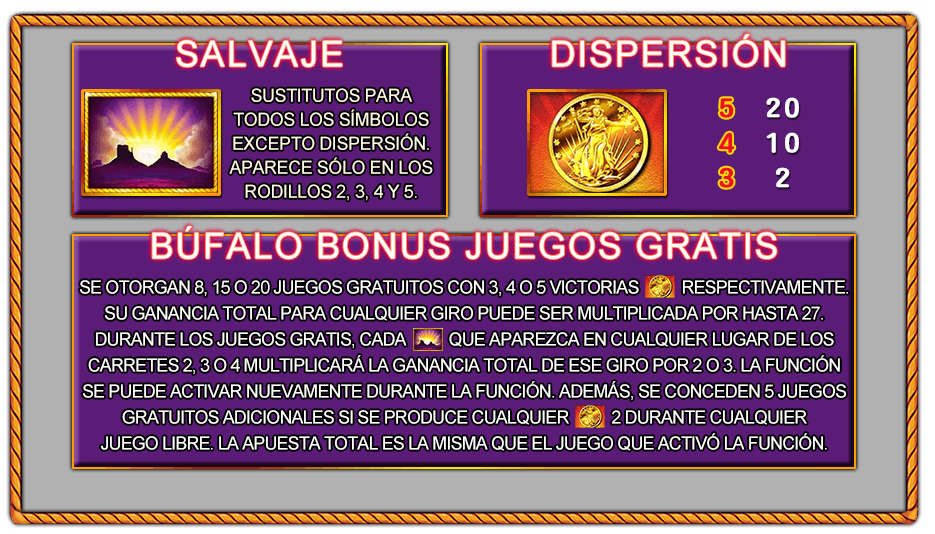 SALVAJE
SUSTITUTOS PARA
TODOS LOS SÍMBOLOS
EXCEPTO DISPERSIÓN.
APARECE SÓLO EN LOS
RODILLOS 2, 3, 4 Y 5.
DISPERSIÓN
5 20
4 10
3 2
BÚFALO BONUS JUEGOS GRATIS
SE OTORGAN 8, 15 O 20 JUEGOS GRATUITOS CON 3, 4 O 5 VICTORIAS RESPECTIVAMENTE.
SU GANANCIA TOTAL PARA CUALQUIER GIRO PUEDE SER MULTIPLICADA POR HASTA 27.
DURANTE LOS JUEGOS GRATIS, CADA QUE APAREZCA EN CUALQUIER LUGAR DE LOS
CARRETES 2, 3 O 4 MULTIPLICARÁ LA GANANCIA TOTAL DE ESE GIRO POR 2 O 3. LA FUNCIÓN
SE PUEDE ACTIVAR NUEVAMENTE DURANTE LA FUNCIÓN. ADEMÁS, SE CONCEDEN 5 JUEGOS
GRATUITOS ADICIONALES SI SE PRODUCE CUALQUIER 2 DURANTE CUALQUIER
JUEGO LIBRE. LA APUESTA TOTAL ES LA MISMA QUE EL JUEGO QUE ACTIVÓ LA FUNCIÓN.